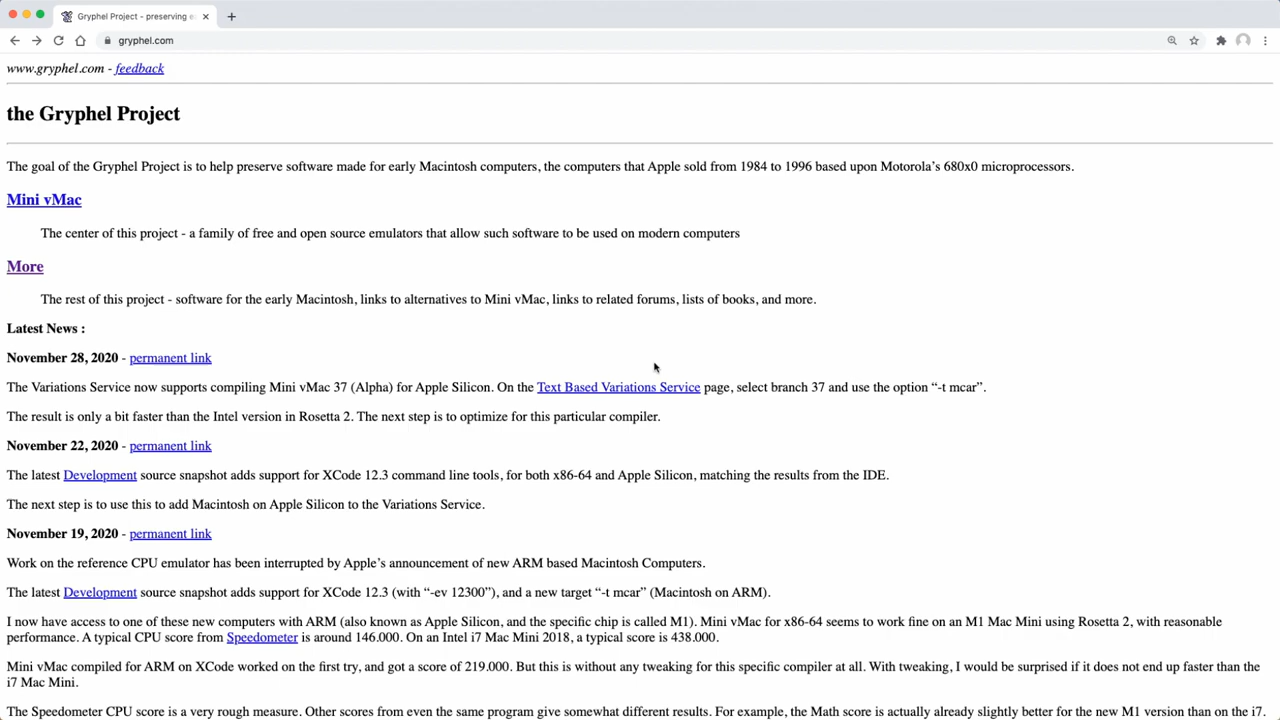 Gryphel Project - preserving e
gryphel.com
www.gryphel.com - feedback
the Gryphel Project
The goal of the Gryphel Project is to help preserve software made for early Macintosh computers, the computers that Apple sold from 1984 to 1996 based upon Motorola’s 680x0 microprocessors.
Mini vMac
The center of this project - a family of free and open source emulators that allow such software to be used on modern computers
More
The rest of this project - software for the early Macintosh, links to alternatives to Mini vMac, links to related forums, lists of books, and more.
Latest News :
November 28, 2020 - permanent link
The Variations Service now supports compiling Mini vMac 37 (Alpha) for Apple Silicon. On the Text Based Variations Service page, select branch 37 and use the option “-t mcar”.
The result is only a bit faster than the Intel version in Rosetta 2. The next step is to optimize for this particular compiler.
November 22, 2020 - permanent link
The latest Development source snapshot adds support for XCode 12.3 command line tools, for both x86-64 and Apple Silicon, matching the results from the IDE.
The next step is to use this to add Macintosh on Apple Silicon to the Variations Service.
November 19, 2020 - permanent link
Work on the reference CPU emulator has been interrupted by Apple’s announcement of new ARM based Macintosh Computers.
The latest Development source snapshot adds support for XCode 12.3 (with “-ev 12300”), and a new target “-t mcar” (Macintosh on ARM).
I now have access to one of these new computers with ARM (also known as Apple Silicon, and the specific chip is called M1). Mini vMac for x86-64 seems to work fine on an M1 Mac Mini using Rosetta 2, with reasonable
performance. A typical CPU score from Speedometer is around 146.000. On an Intel i7 Mac Mini 2018, a typical score is 438.000.
Mini vMac compiled for ARM on XCode worked on the first try, and got a score of 219.000. But this is without any tweaking for this specific compiler at all. With tweaking, I would be surprised if it does not end up faster than the
i7 Mac Mini.
The Speedometer CPU score is a very rough measure. Other scores from even the same program give somewhat different results. For example, the Math score is actually already slightly better for the new M1 version than on the i7.